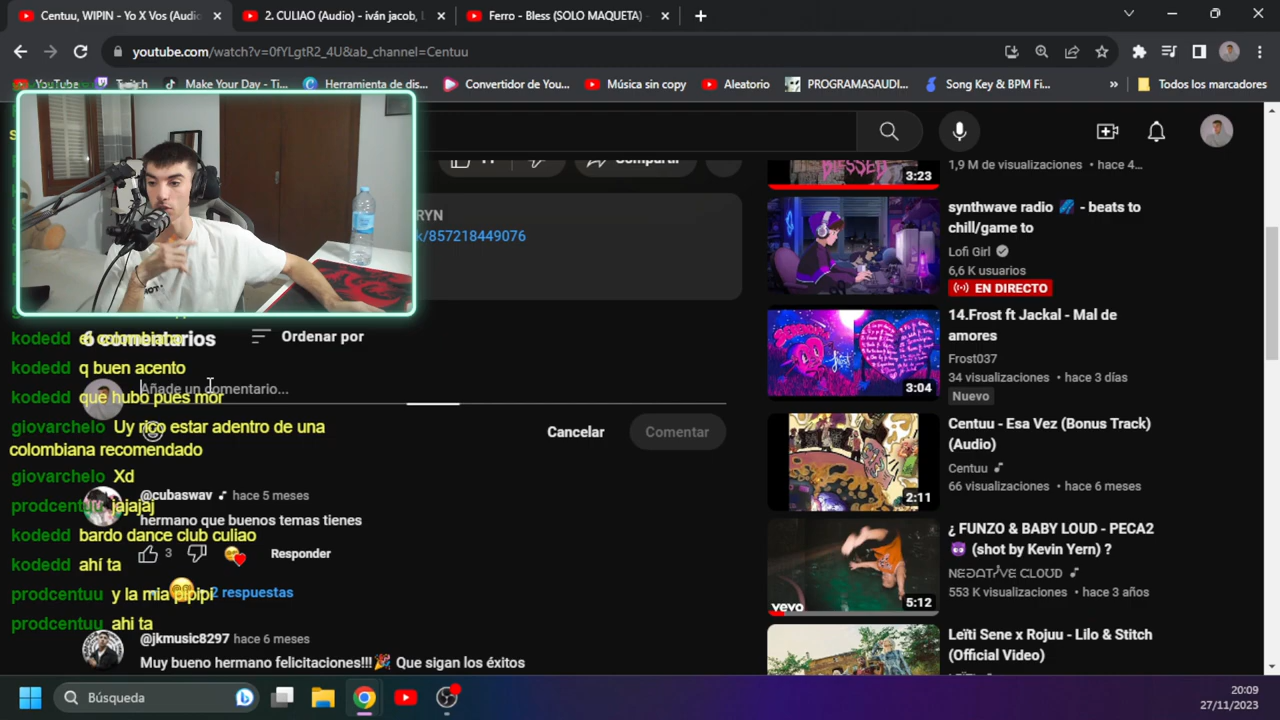 Centuu, WIPIN - Yo X Vos (Audio
2. CULIAO (Audio) - iván jacob,
Ferro - Bless (SOLO MAQUETA) -
youtube.com/watch?v=0fYLgtR2_4U&ab_channel=Centuu
YouTube
Twitch
Make Your Day - Ti...
Herramienta de dis...
Convertidor de You...
Música sin copy
Aleatorio
PROGRAMASAUDI...
Song Key & BPM Fi...
»
Todos los marcadores
Compartir
RYN
k/857218449076
6 comentarios
Ordenar por
kodedd el colombiano
kodedd q buen acento
Añade un comentario...
kodedd que hubo pues mor
giovarchelo Uy rico estar adentro de una
colombiana recomendado
Cancelar
Comentar
giovarchelo Xd
@cubaswav hace 5 meses
prodcentuu jajajaj
hermano que buenos temas tienes
kodedd bardo dance club culiao
3
Responder
kodedd ahí ta
prodcentuu y la mia pipipi
2 respuestas
prodcentuu ahi ta
@jkmusic8297 hace 6 meses
Muy bueno hermano felicitaciones!!!🎉 Que sigan los éxitos
3:23
1,9 M de visualizaciones • hace 4...
synthwave radio 🌌 - beats to
chill/game to
Lofi Girl
6,6 K usuarios
EN DIRECTO
14.Frost ft Jackal - Mal de
amores
Frost037
34 visualizaciones • hace 3 días
Nuevo
3:04
Centuu - Esa Vez (Bonus Track)
(Audio)
Centuu
66 visualizaciones • hace 6 meses
2:11
¿ FUNZO & BABY LOUD - PECA2
😈 (shot by Kevin Yern) ?
NEGATIVE CLOUD
553 K visualizaciones • hace 3 años
vevo
5:12
Leïti Sene x Rojuu - Lilo & Stitch
(Official Video)
Búsqueda
20:09
27/11/2023